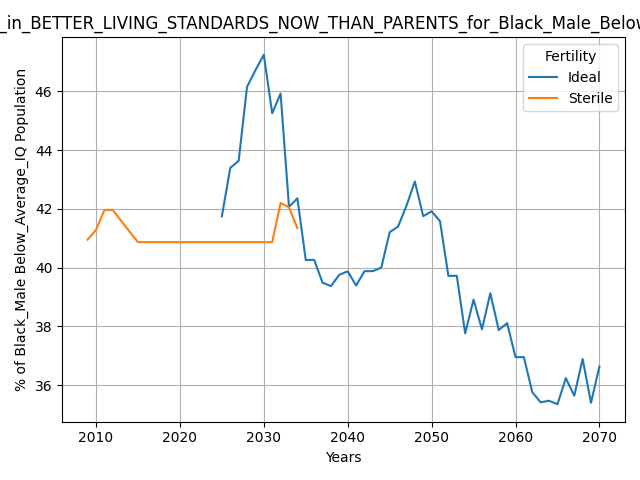 _in_BETTER_LIVING_STANDARDS_NOW_THAN_PARENTS_for_Black_Male_Below
Fertility
Ideal
Sterile
% of Black_Male Below_Average_IQ Population
46
44
42
40
38
36
2010 2020 2030 2040 2050 2060 2070
Years